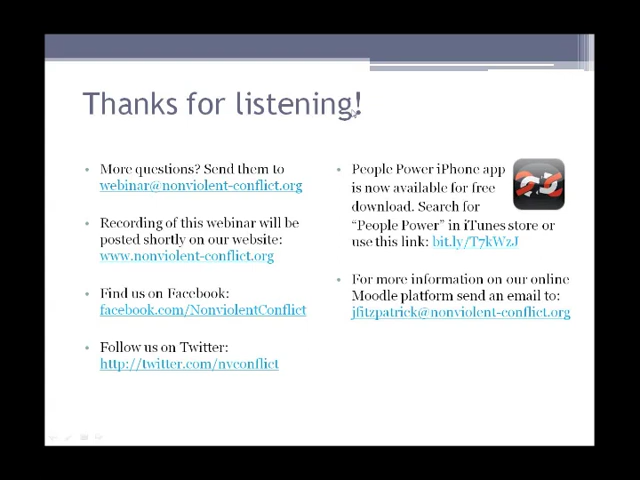 Thanks for listening!
More questions? Send them to
webinar@nonviolent-conflict.org
Recording of this webinar will be
posted shortly on our website:
www.nonviolent-conflict.org
Find us on Facebook:
facebook.com/NonviolentConflict
Follow us on Twitter:
http://twitter.com/nvconflict
People Power iPhone app
is now available for free
download. Search for
“People Power” in iTunes store or
use this link: bit.ly/T7kWzJ
For more information on our online
Moodle platform send an email to:
jfitzpatrick@nonviolent-conflict.org